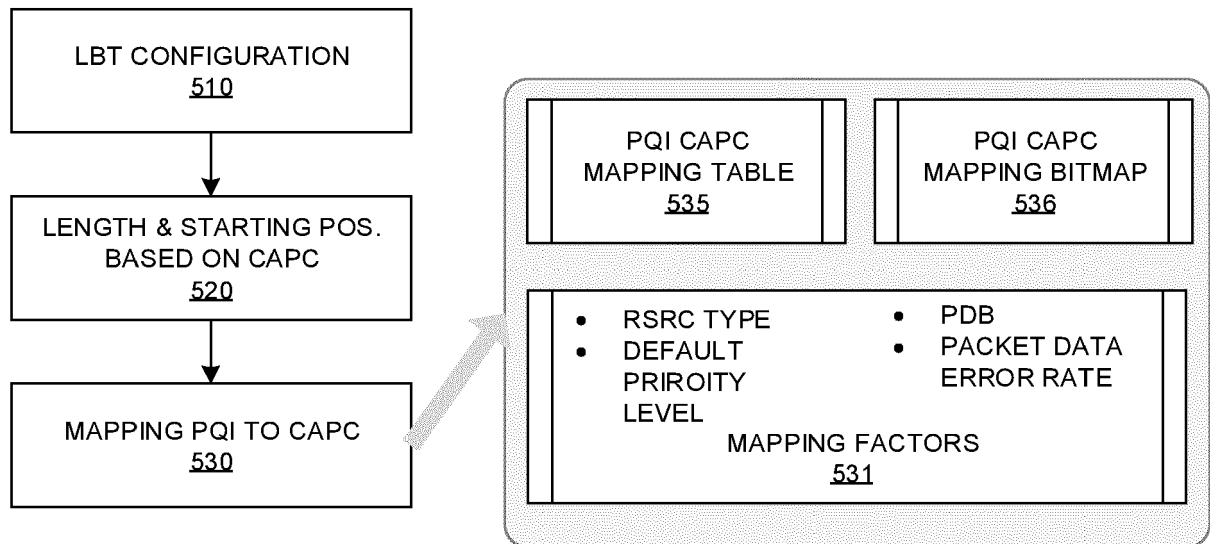 LBT CONFIGURATION
510
LENGTH & STARTING POS.
BASED ON CAPC
520
MAPPING PQI TO CAPC
530
PQI CAPC
MAPPING TABLE
535
PQI CAPC
MAPPING BITMAP
536
• RSRC TYPE
• DEFAULT
PRIROITY
LEVEL
• PDB
• PACKET DATA
ERROR RATE
MAPPING FACTORS
531